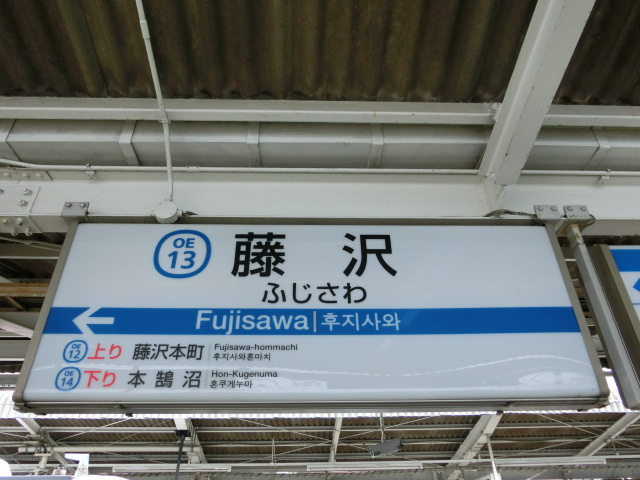 OE
13
藤 沢
ふじさわ
← Fujisawa|후지사와
OE 12 上り 藤沢本町 Fujisawa-hommachi 후지사와혼마치
OE 14 下り 本 鵠 沼 Hon-Kugenuma 혼쿠게누마